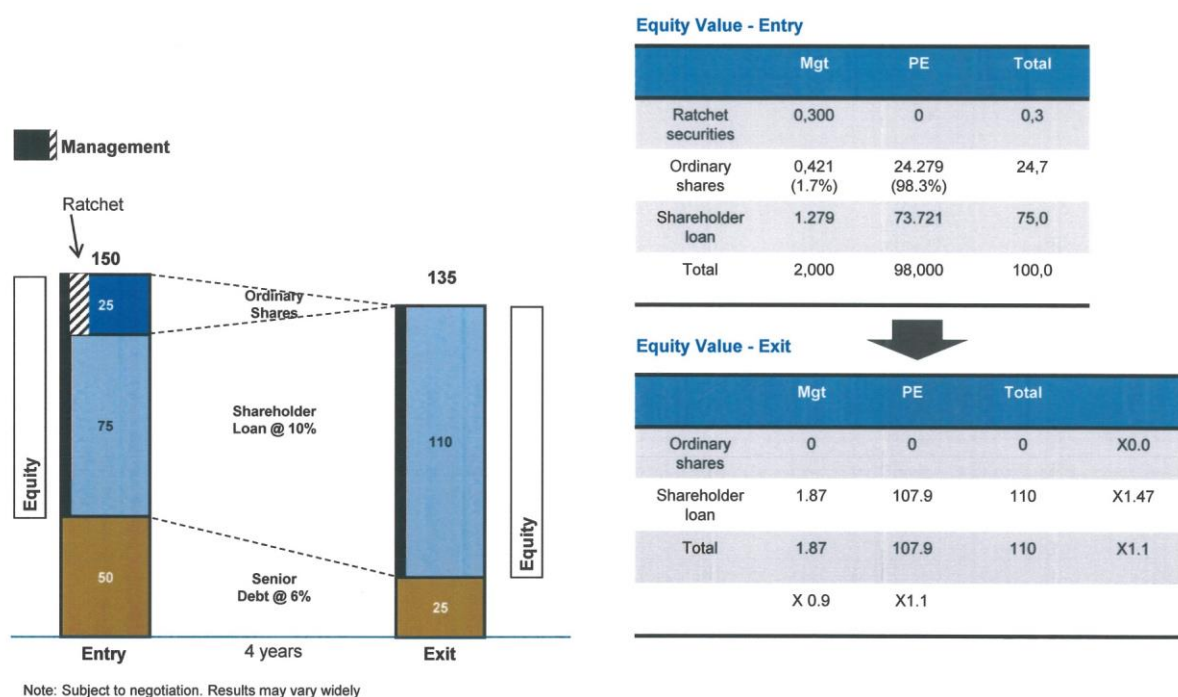 Management
Ratchet
150
25
Ordinary
Shares
135
75
Shareholder
Loan @ 10%
110
Equity
Equity
50
Senior
Debt @ 6%
25
Entry
4 years
Exit
Note: Subject to negotiation. Results may vary widely
Equity Value - Entry
Mgt PE Total
Ratchet securities 0,300 0 0,3
Ordinary shares 0,421 (1.7%) 24.279 (98.3%) 24,7
Shareholder loan 1.279 73.721 75,0
Total 2,000 98,000 100,0
Equity Value - Exit
Mgt PE Total
Ordinary shares 0 0 0 X0.0
Shareholder loan 1.87 107.9 110 X1.47
Total 1.87 107.9 110 X1.1
X 0.9 X1.1